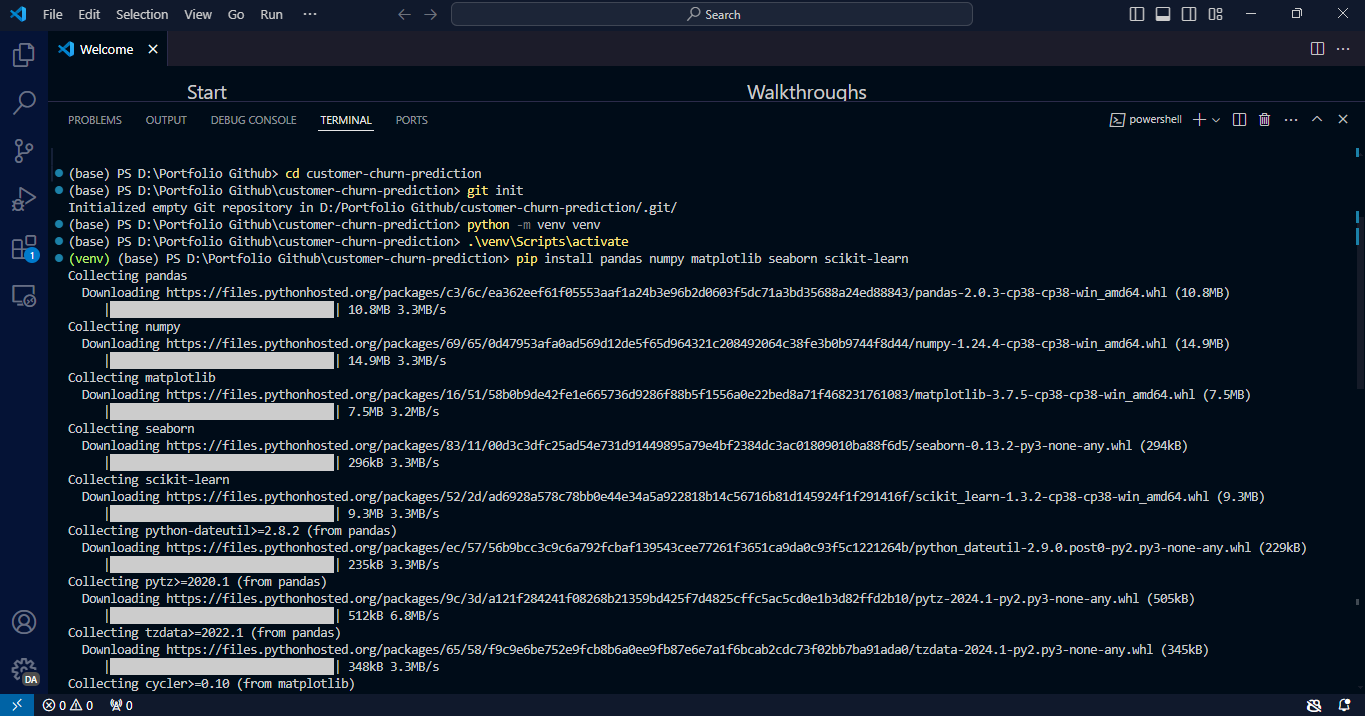 File Edit Selection View Go Run ··· Search
Welcome
Start Walkthroughs
PROBLEMS OUTPUT DEBUG CONSOLE TERMINAL PORTS powershell
(base) PS D:\Portfolio Github> cd customer-churn-prediction
(base) PS D:\Portfolio Github\customer-churn-prediction> git init
Initialized empty Git repository in D:/Portfolio Github/customer-churn-prediction/.git/
(base) PS D:\Portfolio Github\customer-churn-prediction> python -m venv venv
(base) PS D:\Portfolio Github\customer-churn-prediction> .\venv\Scripts\activate
(venv) (base) PS D:\Portfolio Github\customer-churn-prediction> pip install pandas numpy matplotlib seaborn scikit-learn
Collecting pandas
Downloading https://files.pythonhosted.org/packages/c3/6c/ea362eef61f05553aaf1a24b3e96b2d0603f5dc71a3bd35688a24ed88843/pandas-2.0.3-cp38-cp38-win_amd64.whl (10.8MB)
| | 10.8MB 3.3MB/s
Collecting numpy
Downloading https://files.pythonhosted.org/packages/69/65/0d47953afa0ad569d12de5f65d964321c208492064c38fe3b0b9744f8d44/numpy-1.24.4-cp38-cp38-win_amd64.whl (14.9MB)
| | 14.9MB 3.3MB/s
Collecting matplotlib
Downloading https://files.pythonhosted.org/packages/16/51/58b0b9de42fe1e665736d9286f88b5f1556a0e22bed8a71f468231761083/matplotlib-3.7.5-cp38-cp38-win_amd64.whl (7.5MB)
| | 7.5MB 3.2MB/s
Collecting seaborn
Downloading https://files.pythonhosted.org/packages/83/11/00d3c3dfc25ad54e731d91449895a79e4bf2384dc3ac01809010ba88f6d5/seaborn-0.13.2-py3-none-any.whl (294kB)
| | 296kB 3.3MB/s
Collecting scikit-learn
Downloading https://files.pythonhosted.org/packages/52/2d/ad6928a578c78bb0e44e34a5a922818b14c56716b81d145924f1f291416f/scikit_learn-1.3.2-cp38-cp38-win_amd64.whl (9.3MB)
| | 9.3MB 3.3MB/s
Collecting python-dateutil>=2.8.2 (from pandas)
Downloading https://files.pythonhosted.org/packages/ec/57/56b9bcc3c9c6a792fcbaf139543cee77261f3651ca9da0c93f5c1221264b/python_dateutil-2.9.0.post0-py2.py3-none-any.whl (229kB)
| | 235kB 3.3MB/s
Collecting pytz>=2020.1 (from pandas)
Downloading https://files.pythonhosted.org/packages/9c/3d/a121f284241f08268b21359bd425f7d4825cffc5ac5cd0e1b3d82ffd2b10/pytz-2024.1-py2.py3-none-any.whl (505kB)
| | 512kB 6.8MB/s
Collecting tzdata>=2022.1 (from pandas)
Downloading https://files.pythonhosted.org/packages/65/58/f9c9e6be752e9fcb8b6a0ee9fb87e6e7a1f6bcab2cdc73f02bb7ba91ada0/tzdata-2024.1-py2.py3-none-any.whl (345kB)
| | 348kB 3.3MB/s
Collecting cycler>=0.10 (from matplotlib)
1
DA
0 0 0